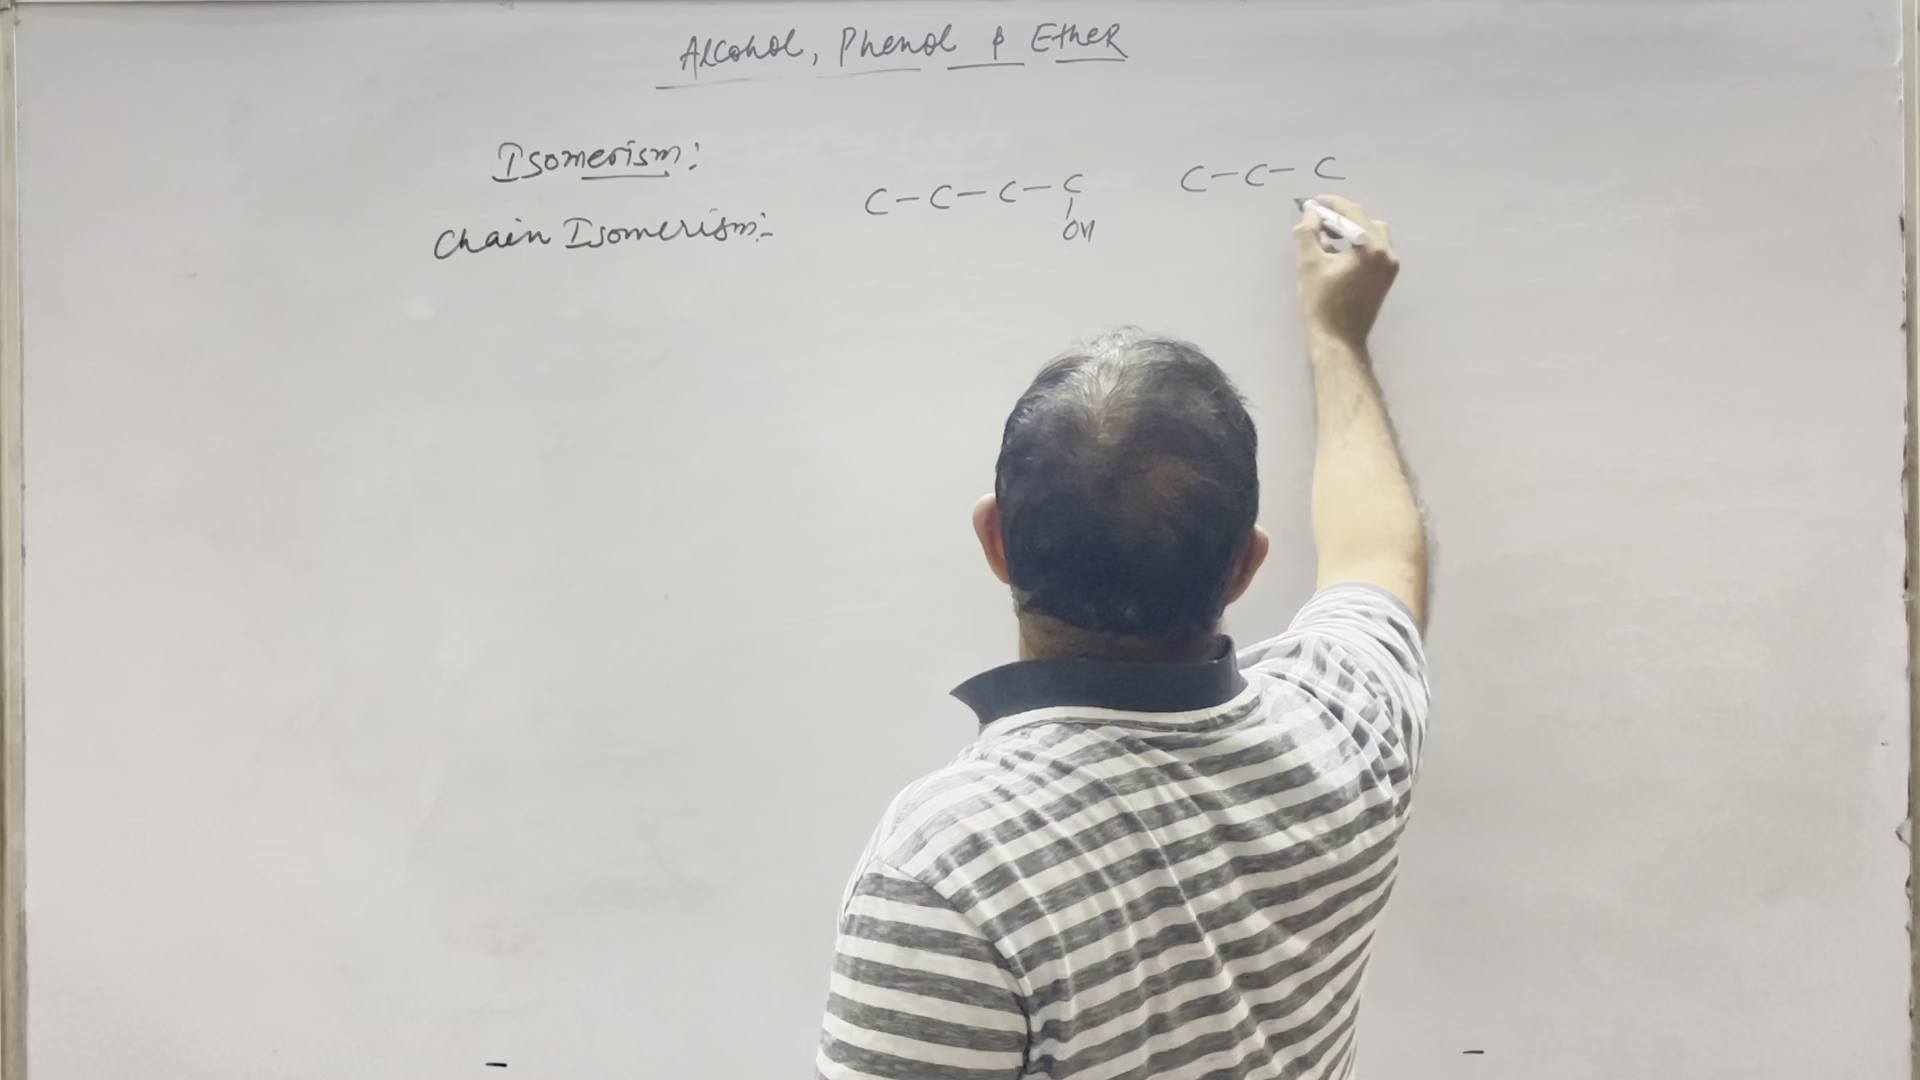 Alcohol, Phenol & Ether
Isomerism:
Chain Isomerism:-
C-C-C-C
OH
C-C-C